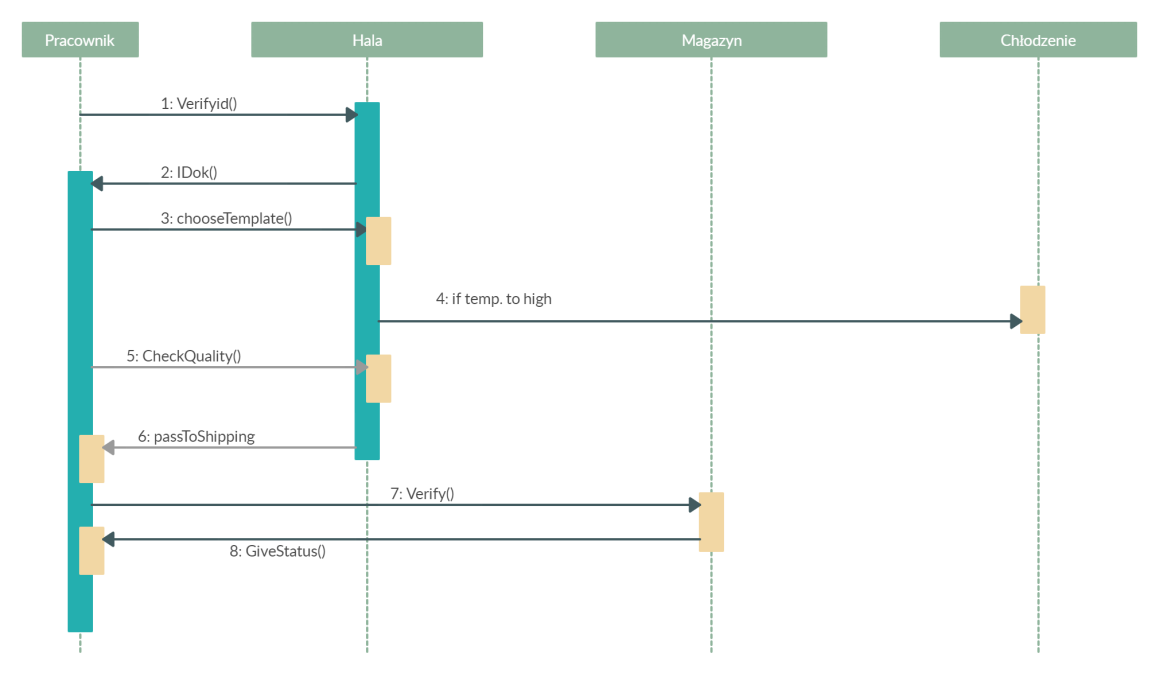 Pracownik
Hala
Magazyn
Chłodzenie
1: Verifyid()
2: IDok()
3: chooseTemplate()
4: if temp. to high
5: CheckQuality()
6: passToShipping
7: Verify()
8: GiveStatus()